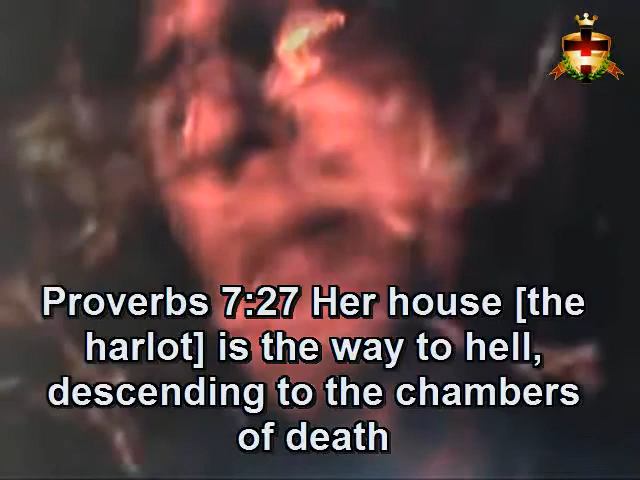 Proverbs 7:27 Her house [the
harlot] is the way to hell,
descending to the chambers
of death